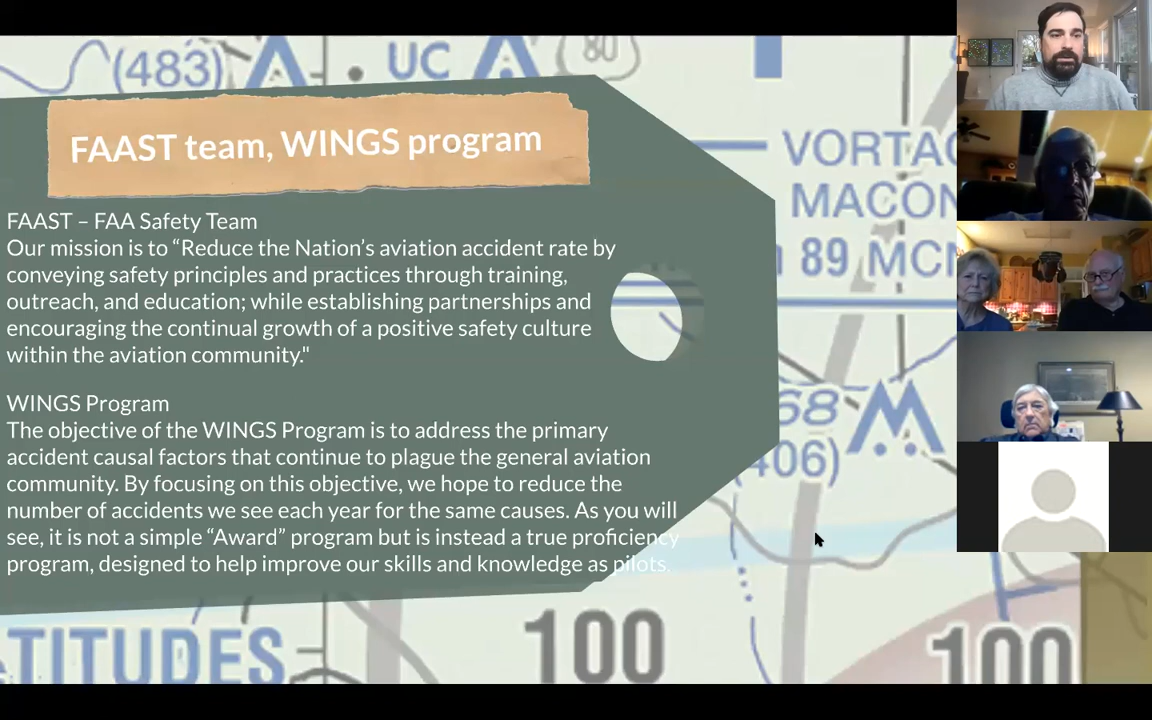 (483)
UC
80
FAAST team, WINGS program
VORTAC
MACON
89 MCN
FAAST – FAA Safety Team
Our mission is to “Reduce the Nation’s aviation accident rate by
conveying safety principles and practices through training,
outreach, and education; while establishing partnerships and
encouraging the continual growth of a positive safety culture
within the aviation community."
WINGS Program
The objective of the WINGS Program is to address the primary
accident causal factors that continue to plague the general aviation
community. By focusing on this objective, we hope to reduce the
number of accidents we see each year for the same causes. As you will
see, it is not a simple “Award” program but is instead a true proficiency
program, designed to help improve our skills and knowledge as pilots.
68
406)
TITUDES
100
100